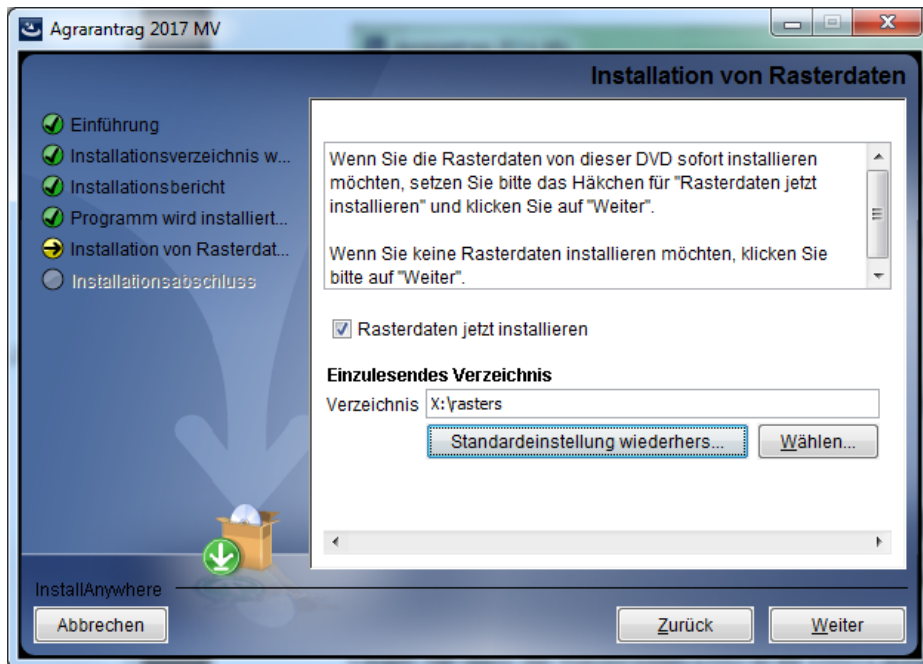 Agrarantrag 2017 MV
Installation von Rasterdaten
Einführung
Installationsverzeichnis w...
Installationsbericht
Programm wird installiert...
Installation von Rasterdat...
Installationsabschluss
Wenn Sie die Rasterdaten von dieser DVD sofort installieren
möchten, setzen Sie bitte das Häkchen für "Rasterdaten jetzt
installieren" und klicken Sie auf "Weiter".
Wenn Sie keine Rasterdaten installieren möchten, klicken Sie
bitte auf "Weiter".
Rasterdaten jetzt installieren
Einzulesendes Verzeichnis
Verzeichnis X:\rasters
Standardeinstellung wiederhers... Wählen...
InstallAnywhere
Abbrechen Zurück Weiter